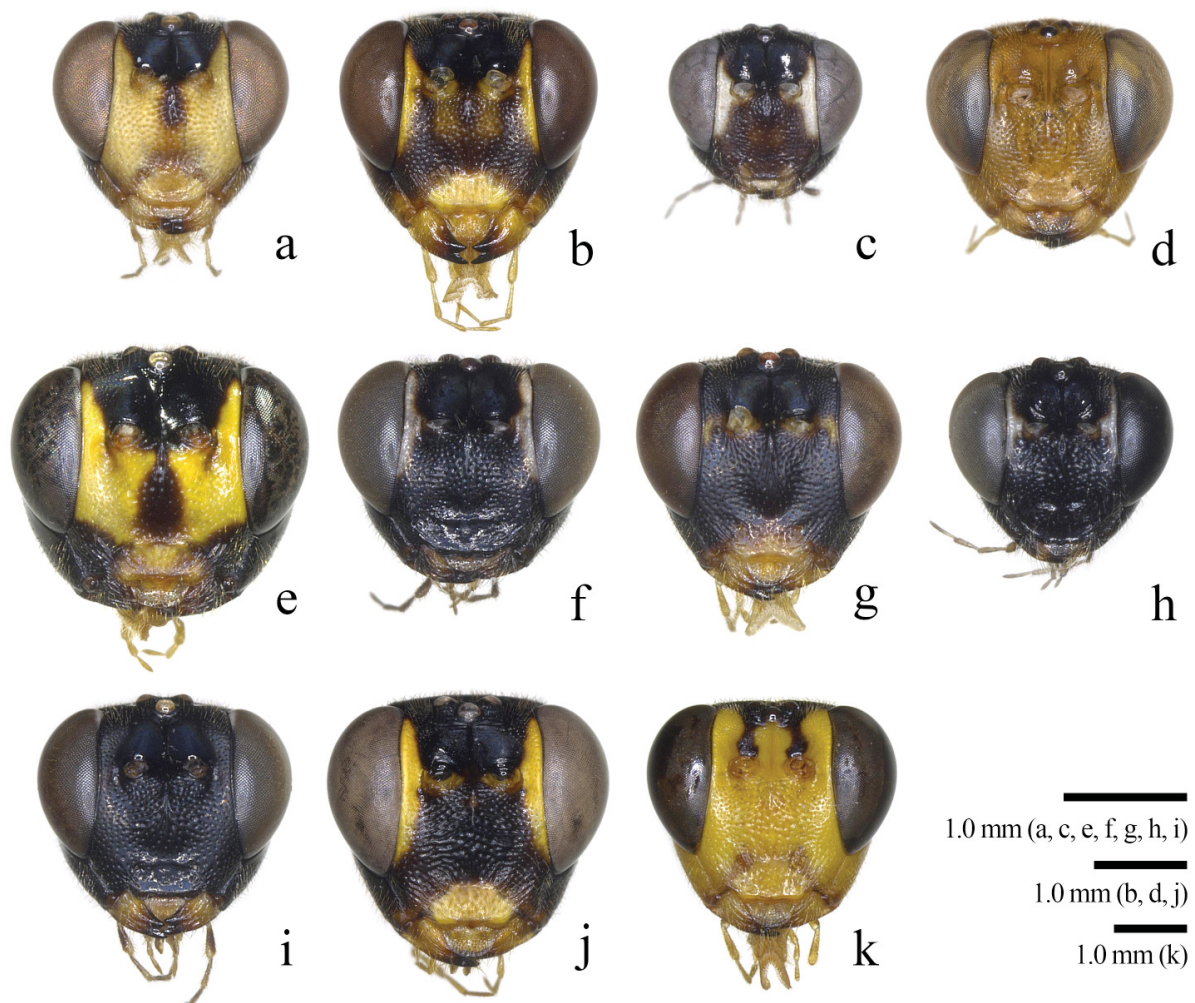 a
b
c
d
e
f
g
h
i
j
k
1.0 mm (a, c, e, f, g, h, i)
1.0 mm (b, d, j)
1.0 mm (k)